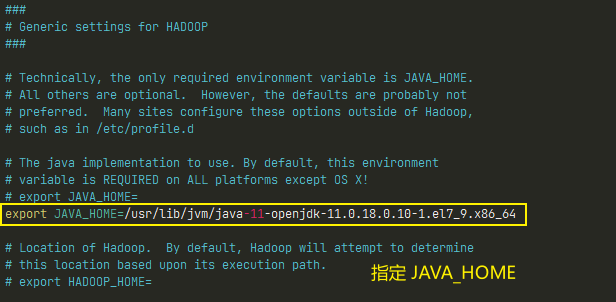 ###
# Generic settings for HADOOP
###
# Technically, the only required environment variable is JAVA_HOME.
# All others are optional.  However, the defaults are probably not
# preferred.  Many sites configure these options outside of Hadoop,
# such as in /etc/profile.d
# The java implementation to use. By default, this environment
# variable is REQUIRED on ALL platforms except OS X!
# export JAVA_HOME=
export JAVA_HOME=/usr/lib/jvm/java-11-openjdk-11.0.18.0.10-1.el7_9.x86_64
# Location of Hadoop.  By default, Hadoop will attempt to determine
# this location based upon its execution path.
# export HADOOP_HOME=
指定 JAVA_HOME